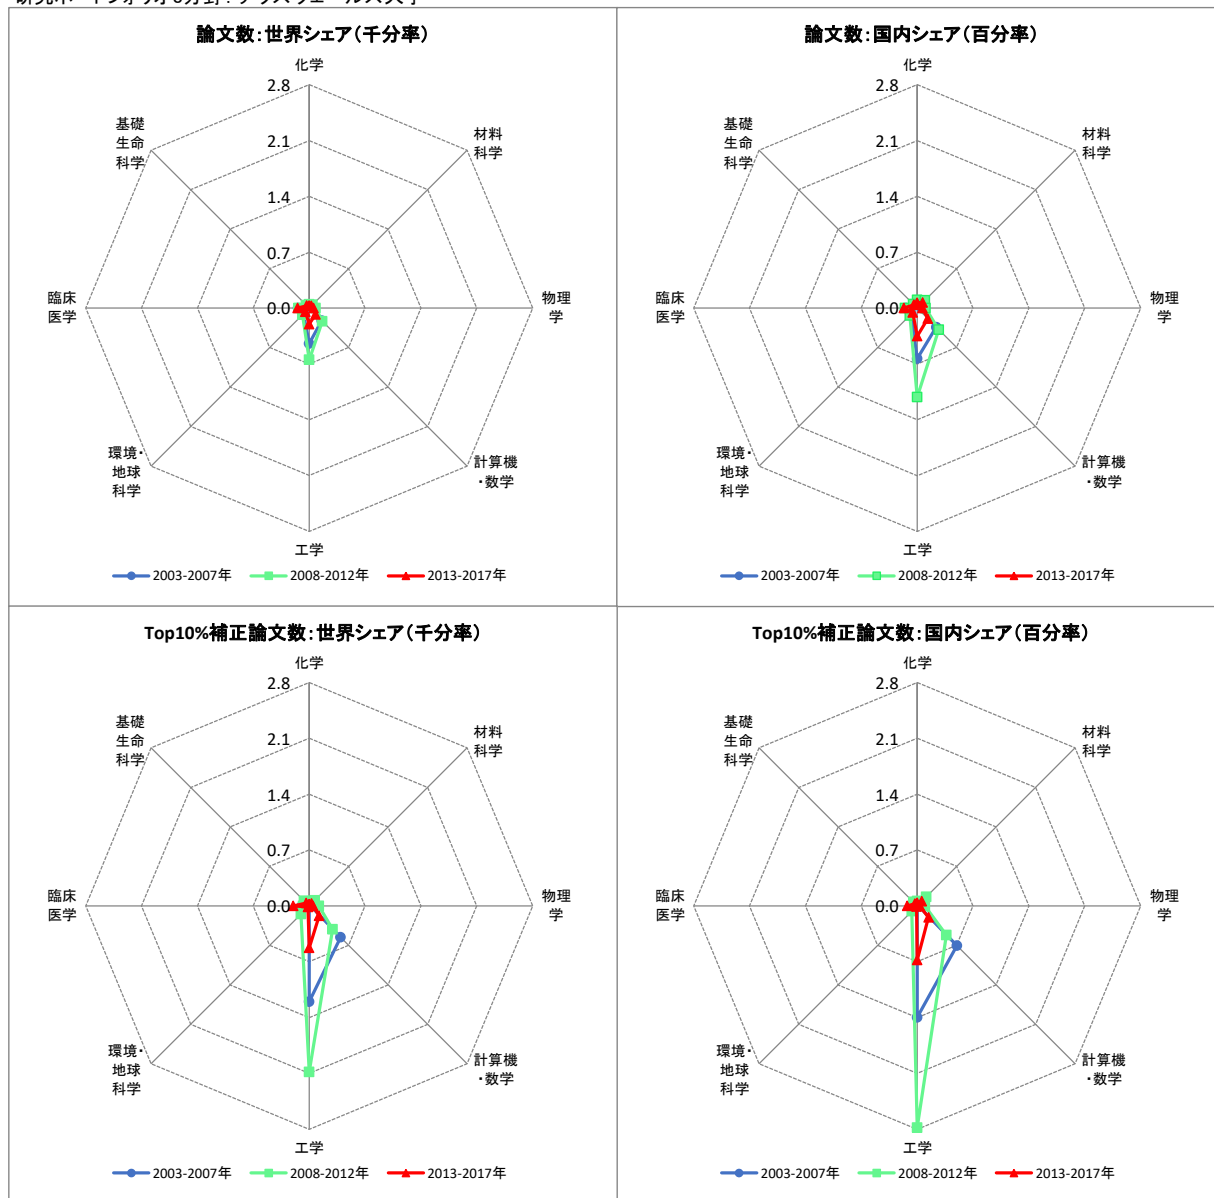 論文数：世界シェア（千分率）
化学
2.8
2.1
1.4
0.7
0.0
材料
科学
物理
学
計算機
・数学
工学
環境・
地球
科学
臨床
医学
基礎
生命
科学
2003-2007年 2008-2012年 2013-2017年
論文数：国内シェア（百分率）
化学
2.8
2.1
1.4
0.7
0.0
材料
科学
物理
学
計算機
・数学
工学
環境・
地球
科学
臨床
医学
基礎
生命
科学
2003-2007年 2008-2012年 2013-2017年
Top10%補正論文数：世界シェア（千分率）
化学
2.8
2.1
1.4
0.7
0.0
材料
科学
物理
学
計算機
・数学
工学
環境・
地球
科学
臨床
医学
基礎
生命
科学
2003-2007年 2008-2012年 2013-2017年
Top10%補正論文数：国内シェア（百分率）
化学
2.8
2.1
1.4
0.7
0.0
材料
科学
物理
学
計算機
・数学
工学
環境・
地球
科学
臨床
医学
基礎
生命
科学
2003-2007年 2008-2012年 2013-2017年